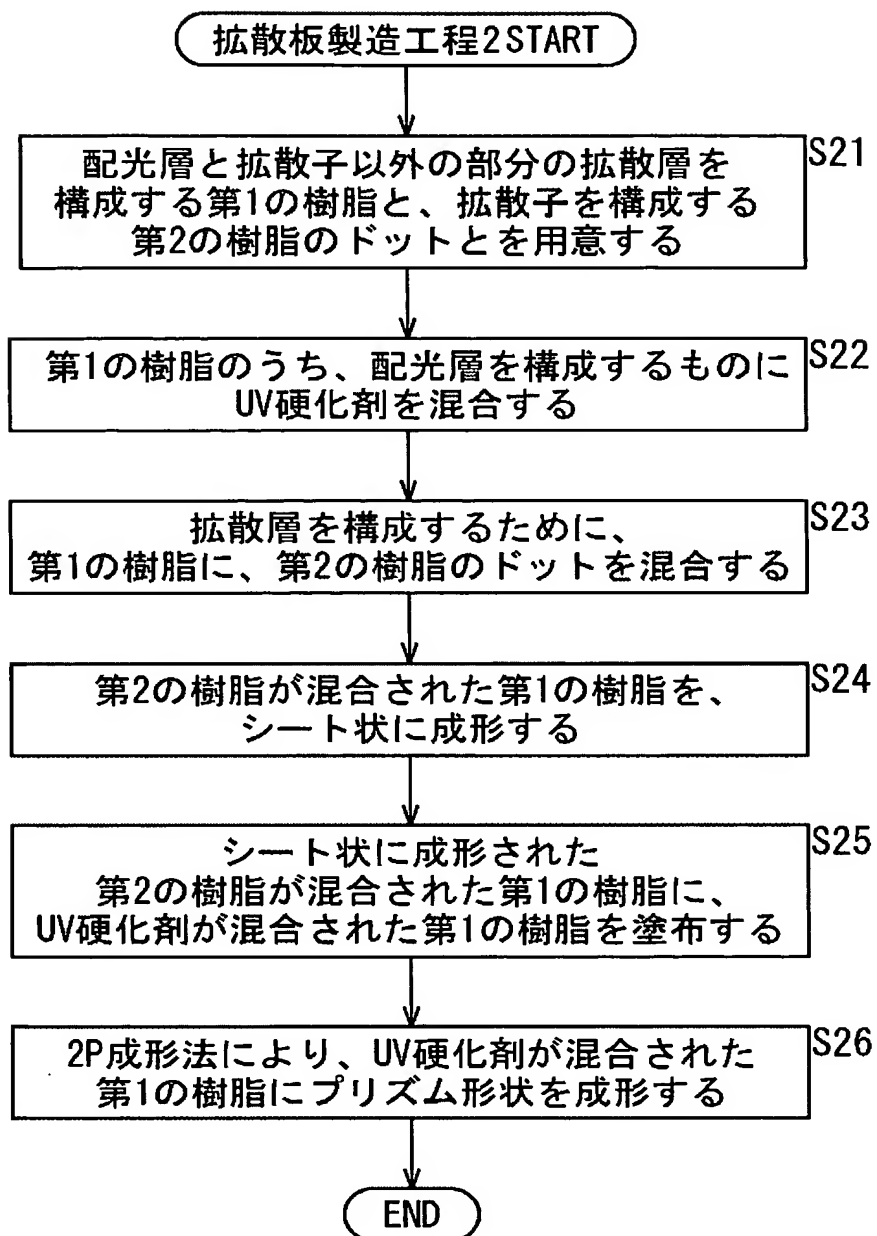 拡散板製造工程2START
S21
配光層と拡散子以外の部分の拡散層を
構成する第1の樹脂と、拡散子を構成する
第2の樹脂のドットとを用意する
S22
第1の樹脂のうち、配光層を構成するものに
UV硬化剤を混合する
S23
拡散層を構成するために、
第1の樹脂に、第2の樹脂のドットを混合する
S24
第2の樹脂が混合された第1の樹脂を、
シート状に成形する
S25
シート状に成形された
第2の樹脂が混合された第1の樹脂に、
UV硬化剤が混合された第1の樹脂を塗布する
S26
2P成形法により、UV硬化剤が混合された
第1の樹脂にプリズム形状を成形する
END